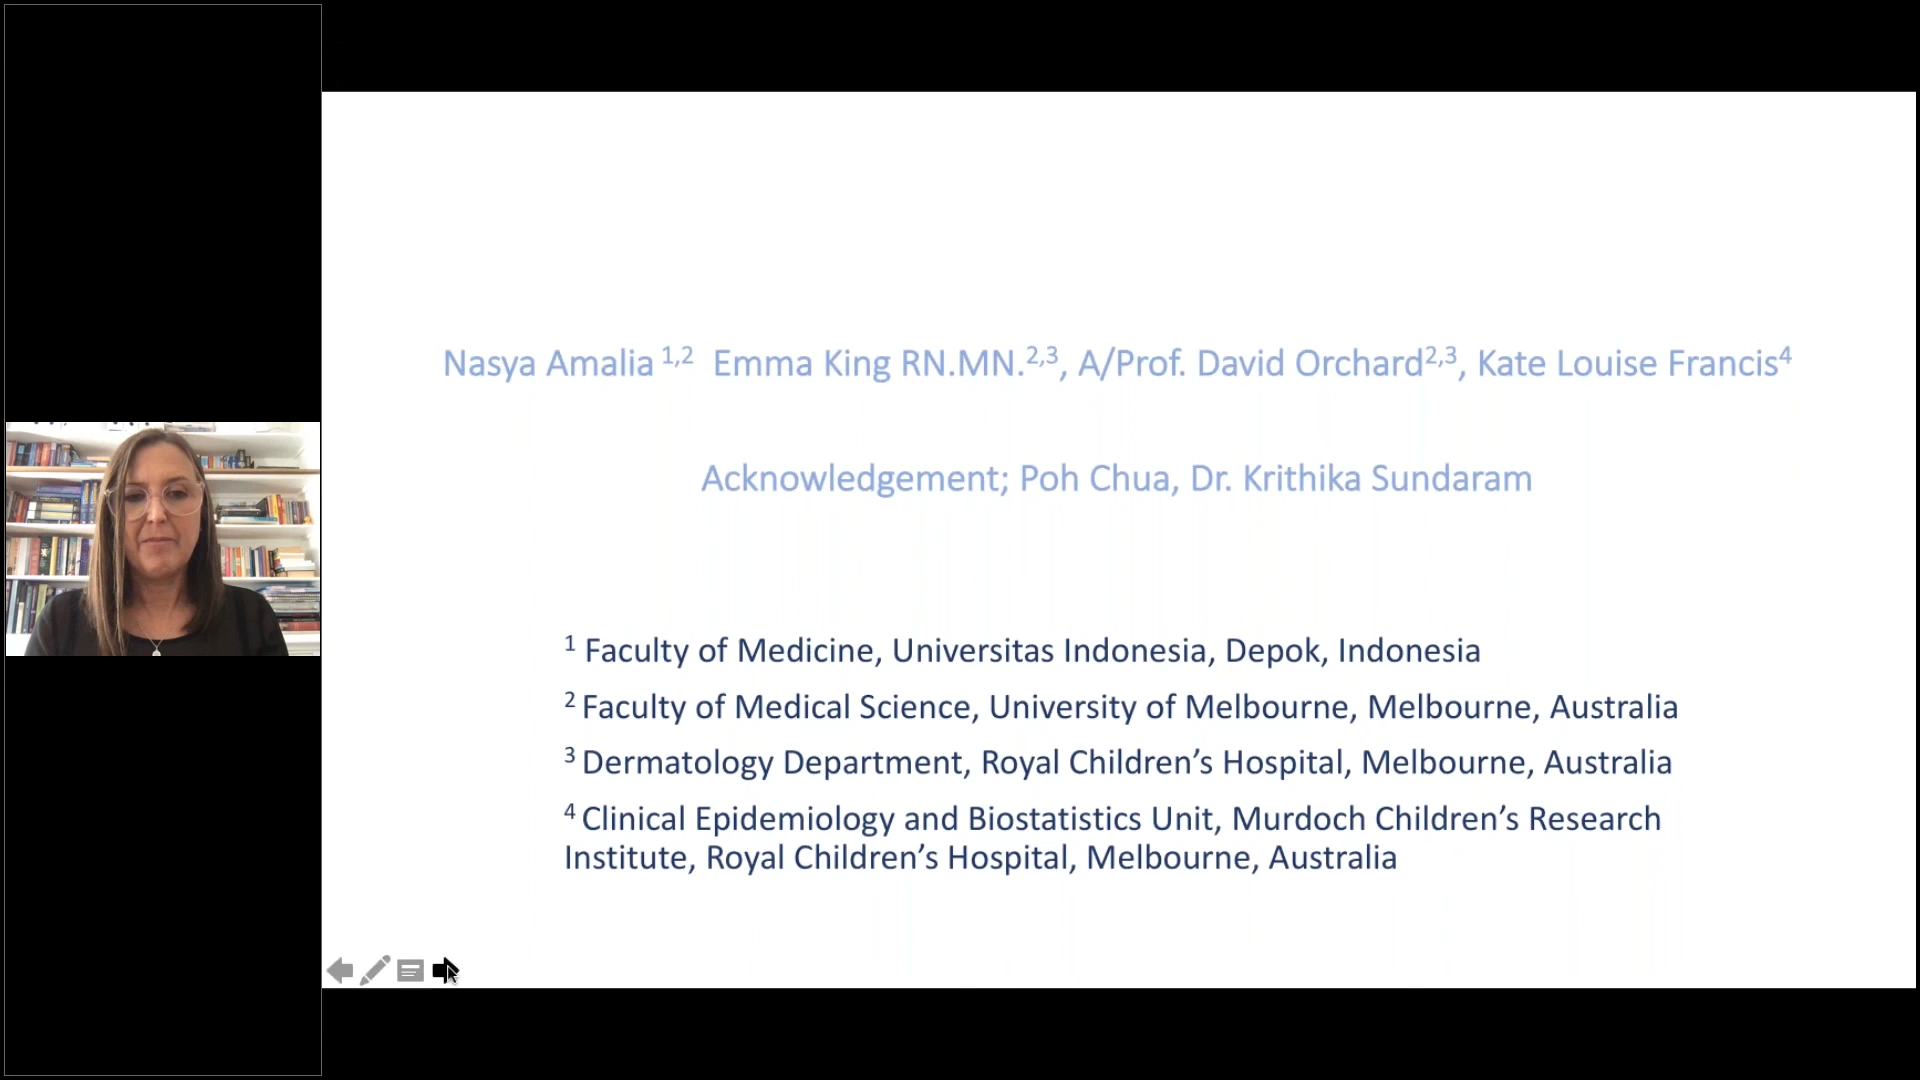 Nasya Amalia 1,2 Emma King RN.MN.2,3, A/Prof. David Orchard2,3, Kate Louise Francis4
Acknowledgement; Poh Chua, Dr. Krithika Sundaram
1 Faculty of Medicine, Universitas Indonesia, Depok, Indonesia
2 Faculty of Medical Science, University of Melbourne, Melbourne, Australia
3 Dermatology Department, Royal Children’s Hospital, Melbourne, Australia
4 Clinical Epidemiology and Biostatistics Unit, Murdoch Children’s Research
Institute, Royal Children’s Hospital, Melbourne, Australia